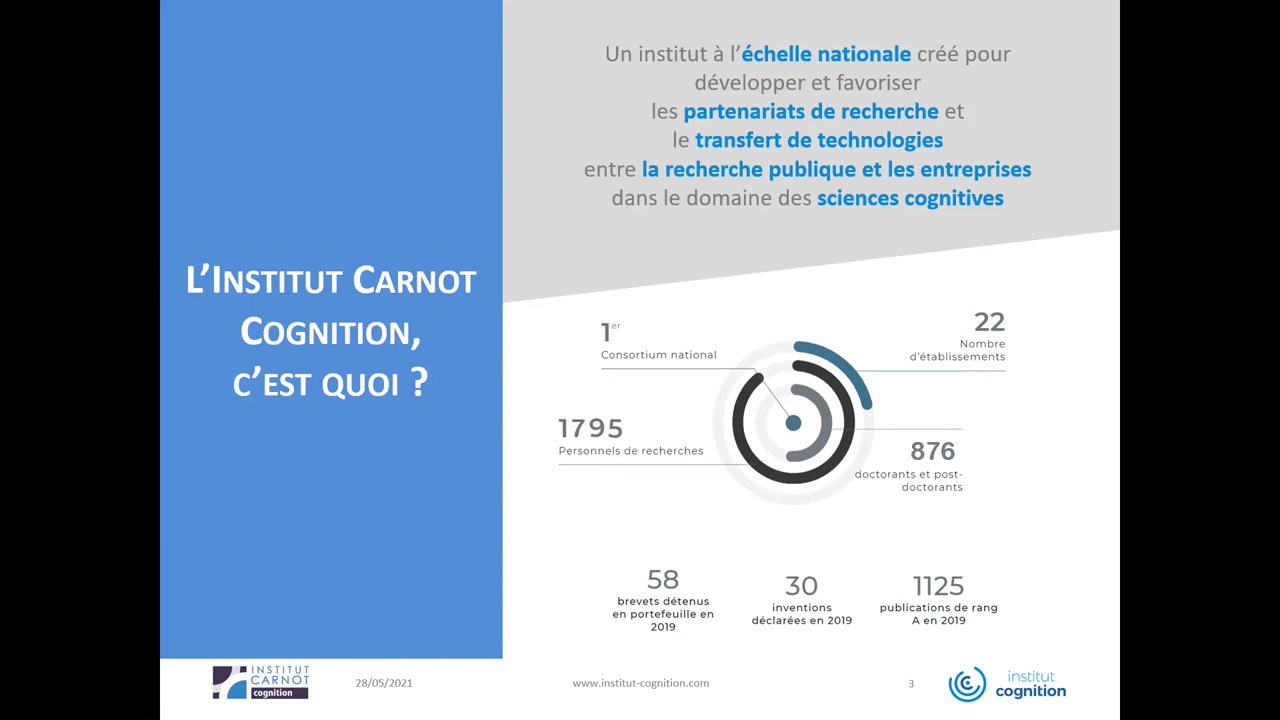 L'INSTITUT CARNOT
COGNITION,
C'EST QUOI ?
Un institut à l'échelle nationale créé pour
développer et favoriser
les partenariats de recherche et
le transfert de technologies
entre la recherche publique et les entreprises
dans le domaine des sciences cognitives
1er
Consortium national
22
Nombre
d'établissements
1795
Personnels de recherches
876
doctorants et post-
doctorants
58
brevets détenus
en portefeuille en
2019
30
inventions
déclarées en 2019
1125
publications de rang
A en 2019
INSTITUT
CARNOT
cognition
28/05/2021
www.institut-cognition.com
3
institut
cognition